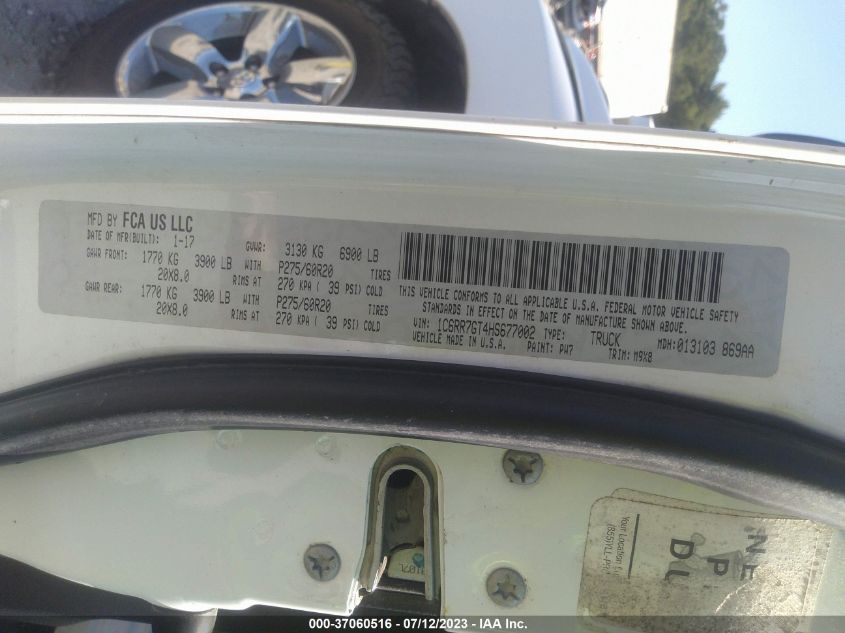 MFD BY FCA US LLC
DATE OF MFR(BUILT): 1-17 GVWR: 3130 KG 6900 LB
GAWR FRONT: 1770 KG 3900 LB WITH P275/60R20 TIRES
20X8.0 RIMS AT 270 KPA ( 39 PSI) COLD
GAWR REAR: 1770 KG 3900 LB WITH P275/60R20 TIRES
20X8.0 RIMS AT 270 KPA ( 39 PSI) COLD
THIS VEHICLE CONFORMS TO ALL APPLICABLE U.S.A. FEDERAL MOTOR VEHICLE SAFETY
STANDARDS IN EFFECT ON THE DATE OF MANUFACTURE SHOWN ABOVE.
VIN: 1C6RR7GT4HS677002 TYPE: TRUCK MDH: 013103 869AA
VEHICLE MADE IN U.S.A. PAINT: PW7 TRIM: M9X8
Your Location
NE
P
000-37060516 - 07/12/2023 - IAA Inc.